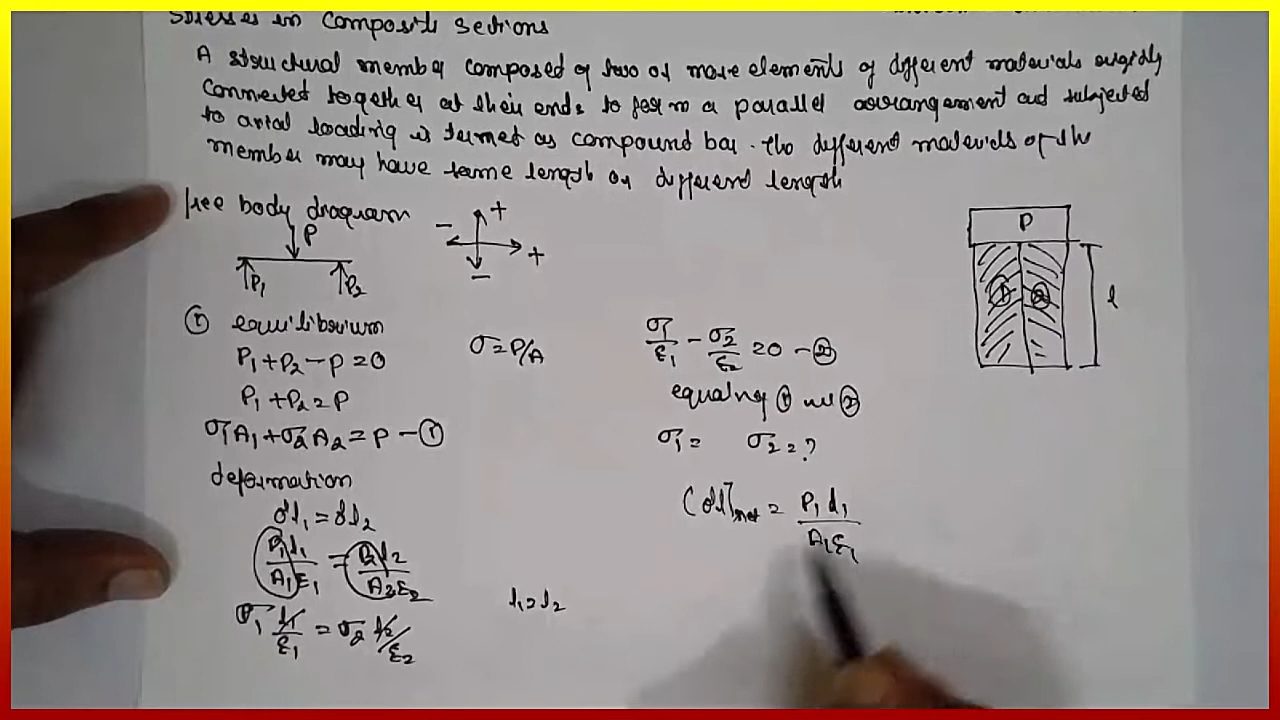 Stresses in Composite sections
A structural member composed of two or more elements of different materials rigidly
connected together at their ends to form a parallel arrangement and subjected
to axial loading is termed as compound bar. The different materials of the
member may have same length or different length
free body diagram
P
P₁ P₂
+
- +
-
P
① ②
l
① equilibrium
P₁ + P₂ - P = 0
P₁ + P₂ = P
σ₁A₁ + σ₂A₂ = P - ①
σ = P/A
deformation
δl₁ = δl₂
P₁l₁/A₁E₁ = P₂l₂/A₂E₂
σ₁ l₁/E₁ = σ₂ l₂/E₂
l₁ = l₂
σ₁/E₁ - σ₂/E₂ = 0 - ②
equating ① and ②
σ₁ = σ₂ = ?
(δl)net = P₁l₁/A₁E₁